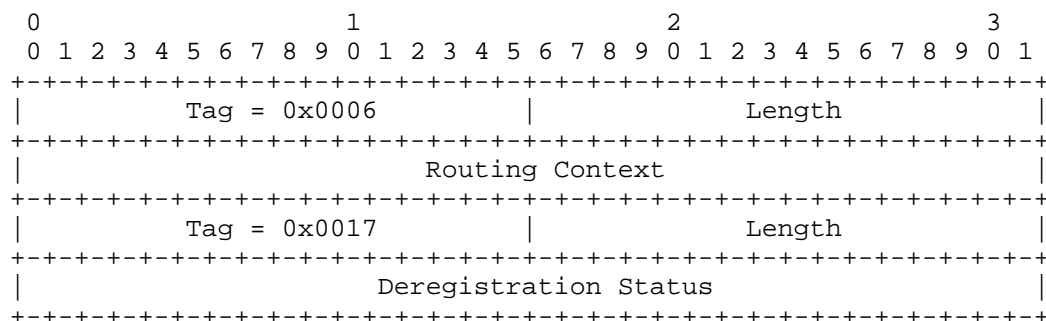 0                   1                   2                   3
 0 1 2 3 4 5 6 7 8 9 0 1 2 3 4 5 6 7 8 9 0 1 2 3 4 5 6 7 8 9 0 1
+-+-+-+-+-+-+-+-+-+-+-+-+-+-+-+-+-+-+-+-+-+-+-+-+-+-+-+-+-+-+-+-+
|          Tag = 0x0006         |             Length            |
+-+-+-+-+-+-+-+-+-+-+-+-+-+-+-+-+-+-+-+-+-+-+-+-+-+-+-+-+-+-+-+-+
|                         Routing Context                       |
+-+-+-+-+-+-+-+-+-+-+-+-+-+-+-+-+-+-+-+-+-+-+-+-+-+-+-+-+-+-+-+-+
|          Tag = 0x0017         |             Length            |
+-+-+-+-+-+-+-+-+-+-+-+-+-+-+-+-+-+-+-+-+-+-+-+-+-+-+-+-+-+-+-+-+
|                      Deregistration Status                    |
+-+-+-+-+-+-+-+-+-+-+-+-+-+-+-+-+-+-+-+-+-+-+-+-+-+-+-+-+-+-+-+-+